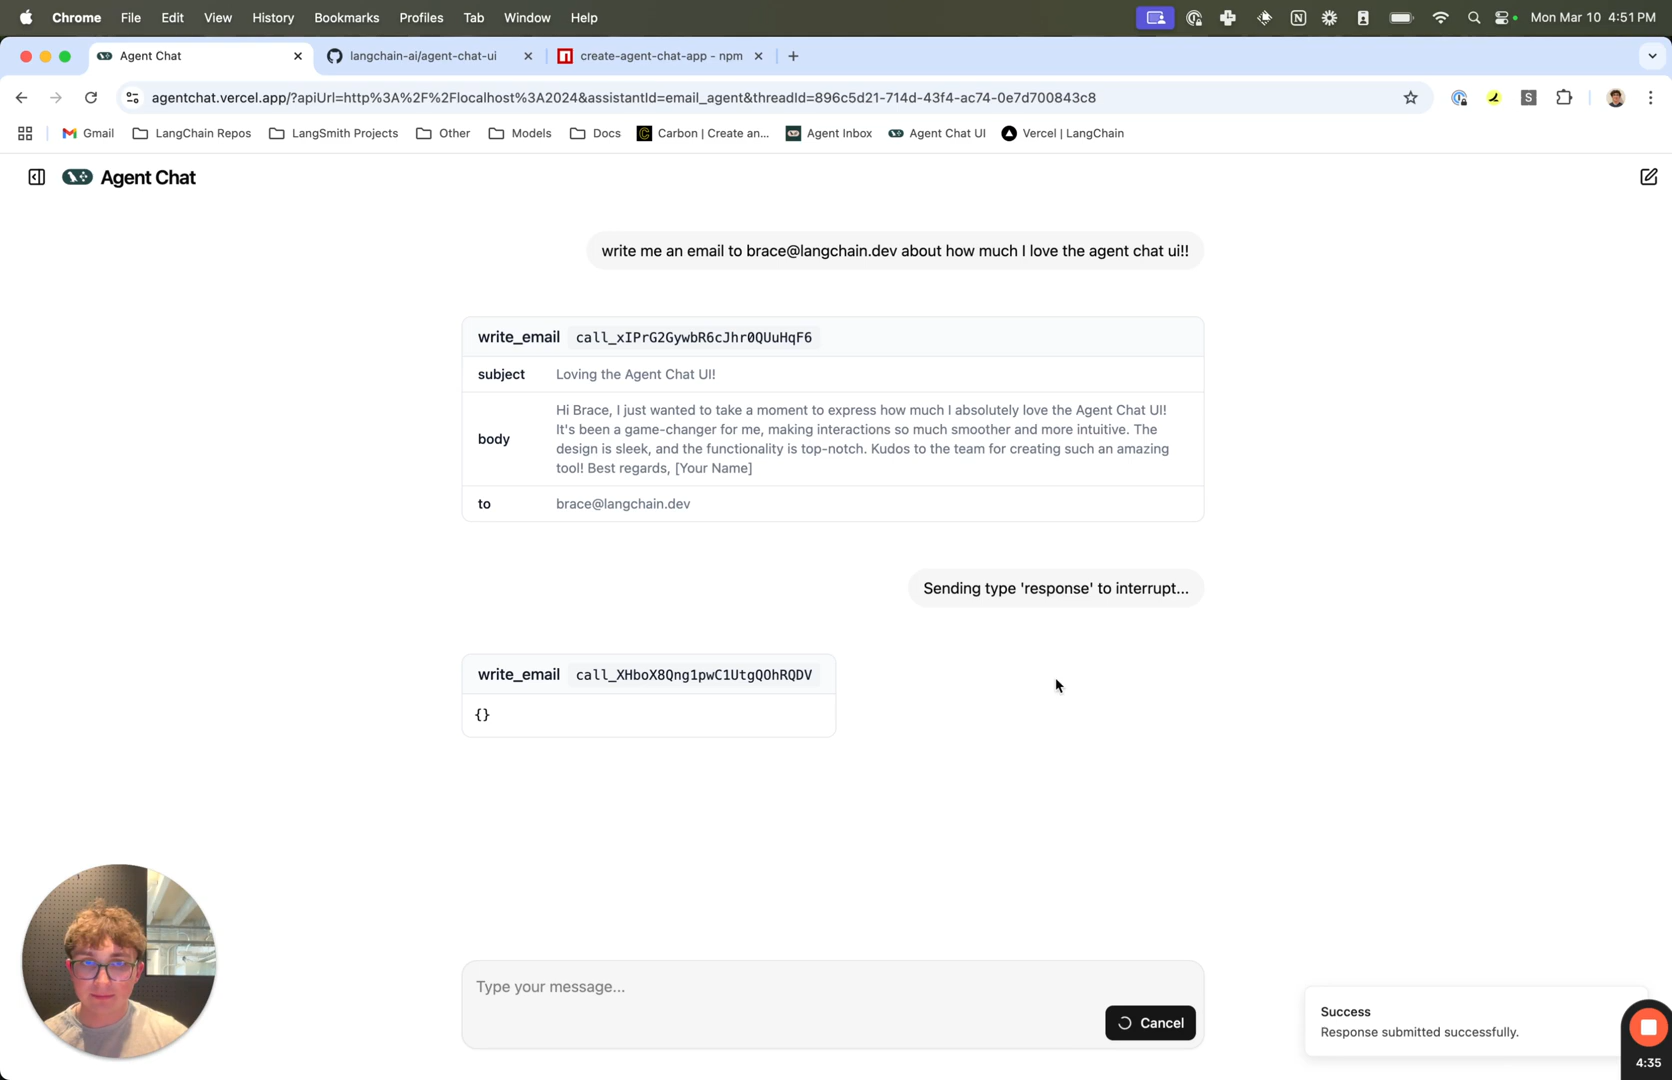 Chrome File Edit View History Bookmarks Profiles Tab Window Help Mon Mar 10 4:51 PM
Agent Chat langchain-ai/agent-chat-ui create-agent-chat-app - npm
agentchat.vercel.app/?apiUrl=http%3A%2F%2Flocalhost%3A2024&assistantId=email_agent&threadId=896c5d21-714d-43f4-ac74-0e7d700843c8
Gmail LangChain Repos LangSmith Projects Other Models Docs Carbon | Create an... Agent Inbox Agent Chat UI Vercel | LangChain
Agent Chat
write me an email to brace@langchain.dev about how much I love the agent chat ui!!
write_email call_xIPrG2GywbR6cJhr0QUuHqF6
subject Loving the Agent Chat UI!
body
Hi Brace, I just wanted to take a moment to express how much I absolutely love the Agent Chat UI!
It's been a game-changer for me, making interactions so much smoother and more intuitive. The
design is sleek, and the functionality is top-notch. Kudos to the team for creating such an amazing
tool! Best regards, [Your Name]
to brace@langchain.dev
Sending type 'response' to interrupt...
write_email call_XHboX8Qng1pwC1UtgQOhRQDV
{}
Type your message...
Cancel
Success
Response submitted successfully.
4:35